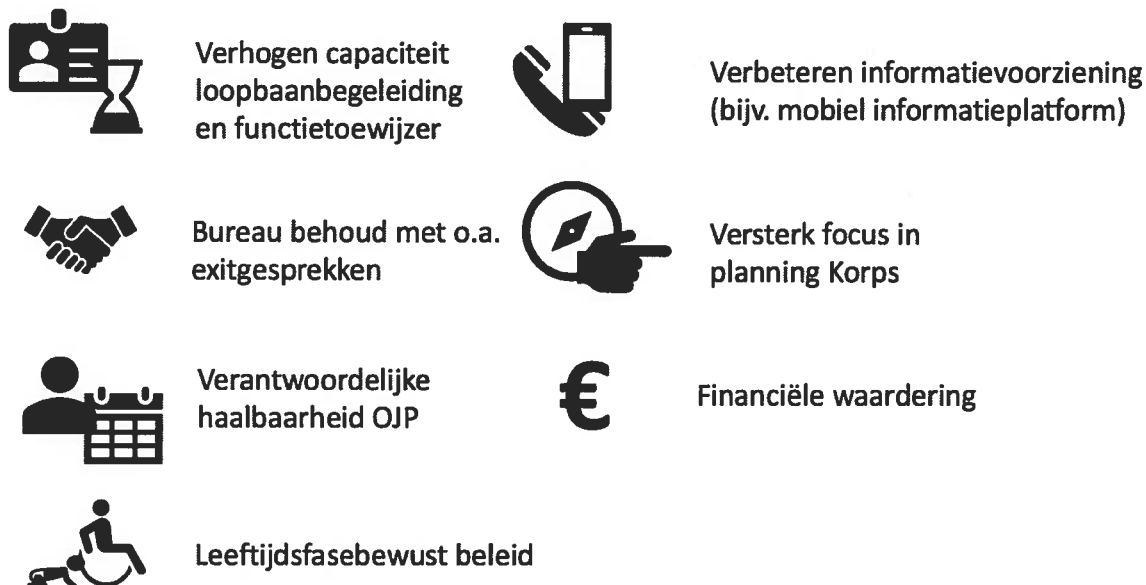 Verhogen capaciteit
loopbaanbegeleiding
en functietoewijzer
Verbeteren informatievoorziening
(bijv. mobiel informatieplatform)
Bureau behoud met o.a.
exitgesprekken
Versterk focus in
planning Korps
Verantwoordelijke
haalbaarheid OJP
€
Financiële waardering
Leeftijdsfasebewust beleid